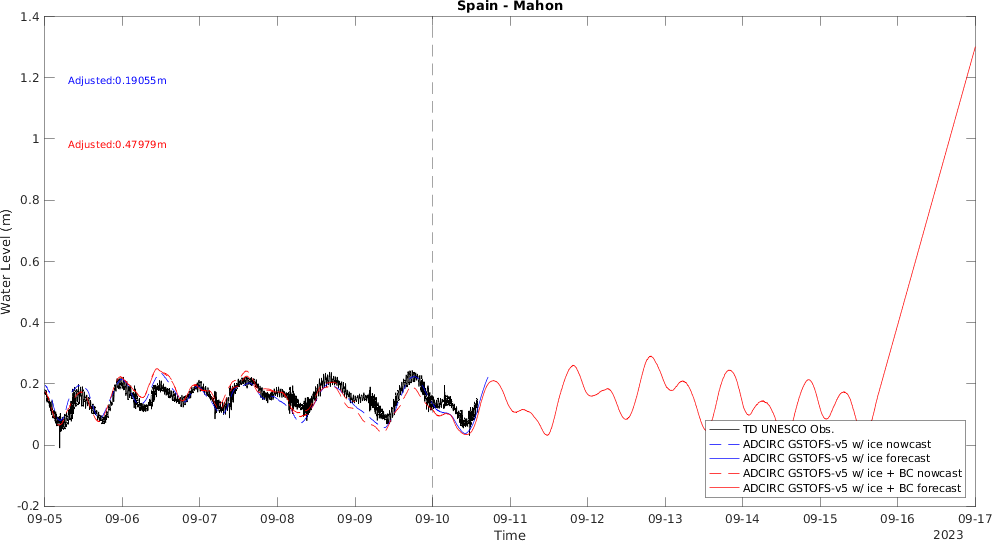 Spain - Mahon
1.4
1.2
1
0.8
0.6
0.4
0.2
0
-0.2
Water Level (m)
Adjusted:0.19055m
Adjusted:0.47979m
TD UNESCO Obs.
ADCIRC GSTOFS-v5 w/ ice nowcast
ADCIRC GSTOFS-v5 w/ ice forecast
ADCIRC GSTOFS-v5 w/ ice + BC nowcast
ADCIRC GSTOFS-v5 w/ ice + BC forecast
09-05 09-06 09-07 09-08 09-09 09-10 09-11 09-12 09-13 09-14 09-15 09-16 09-17
Time
2023